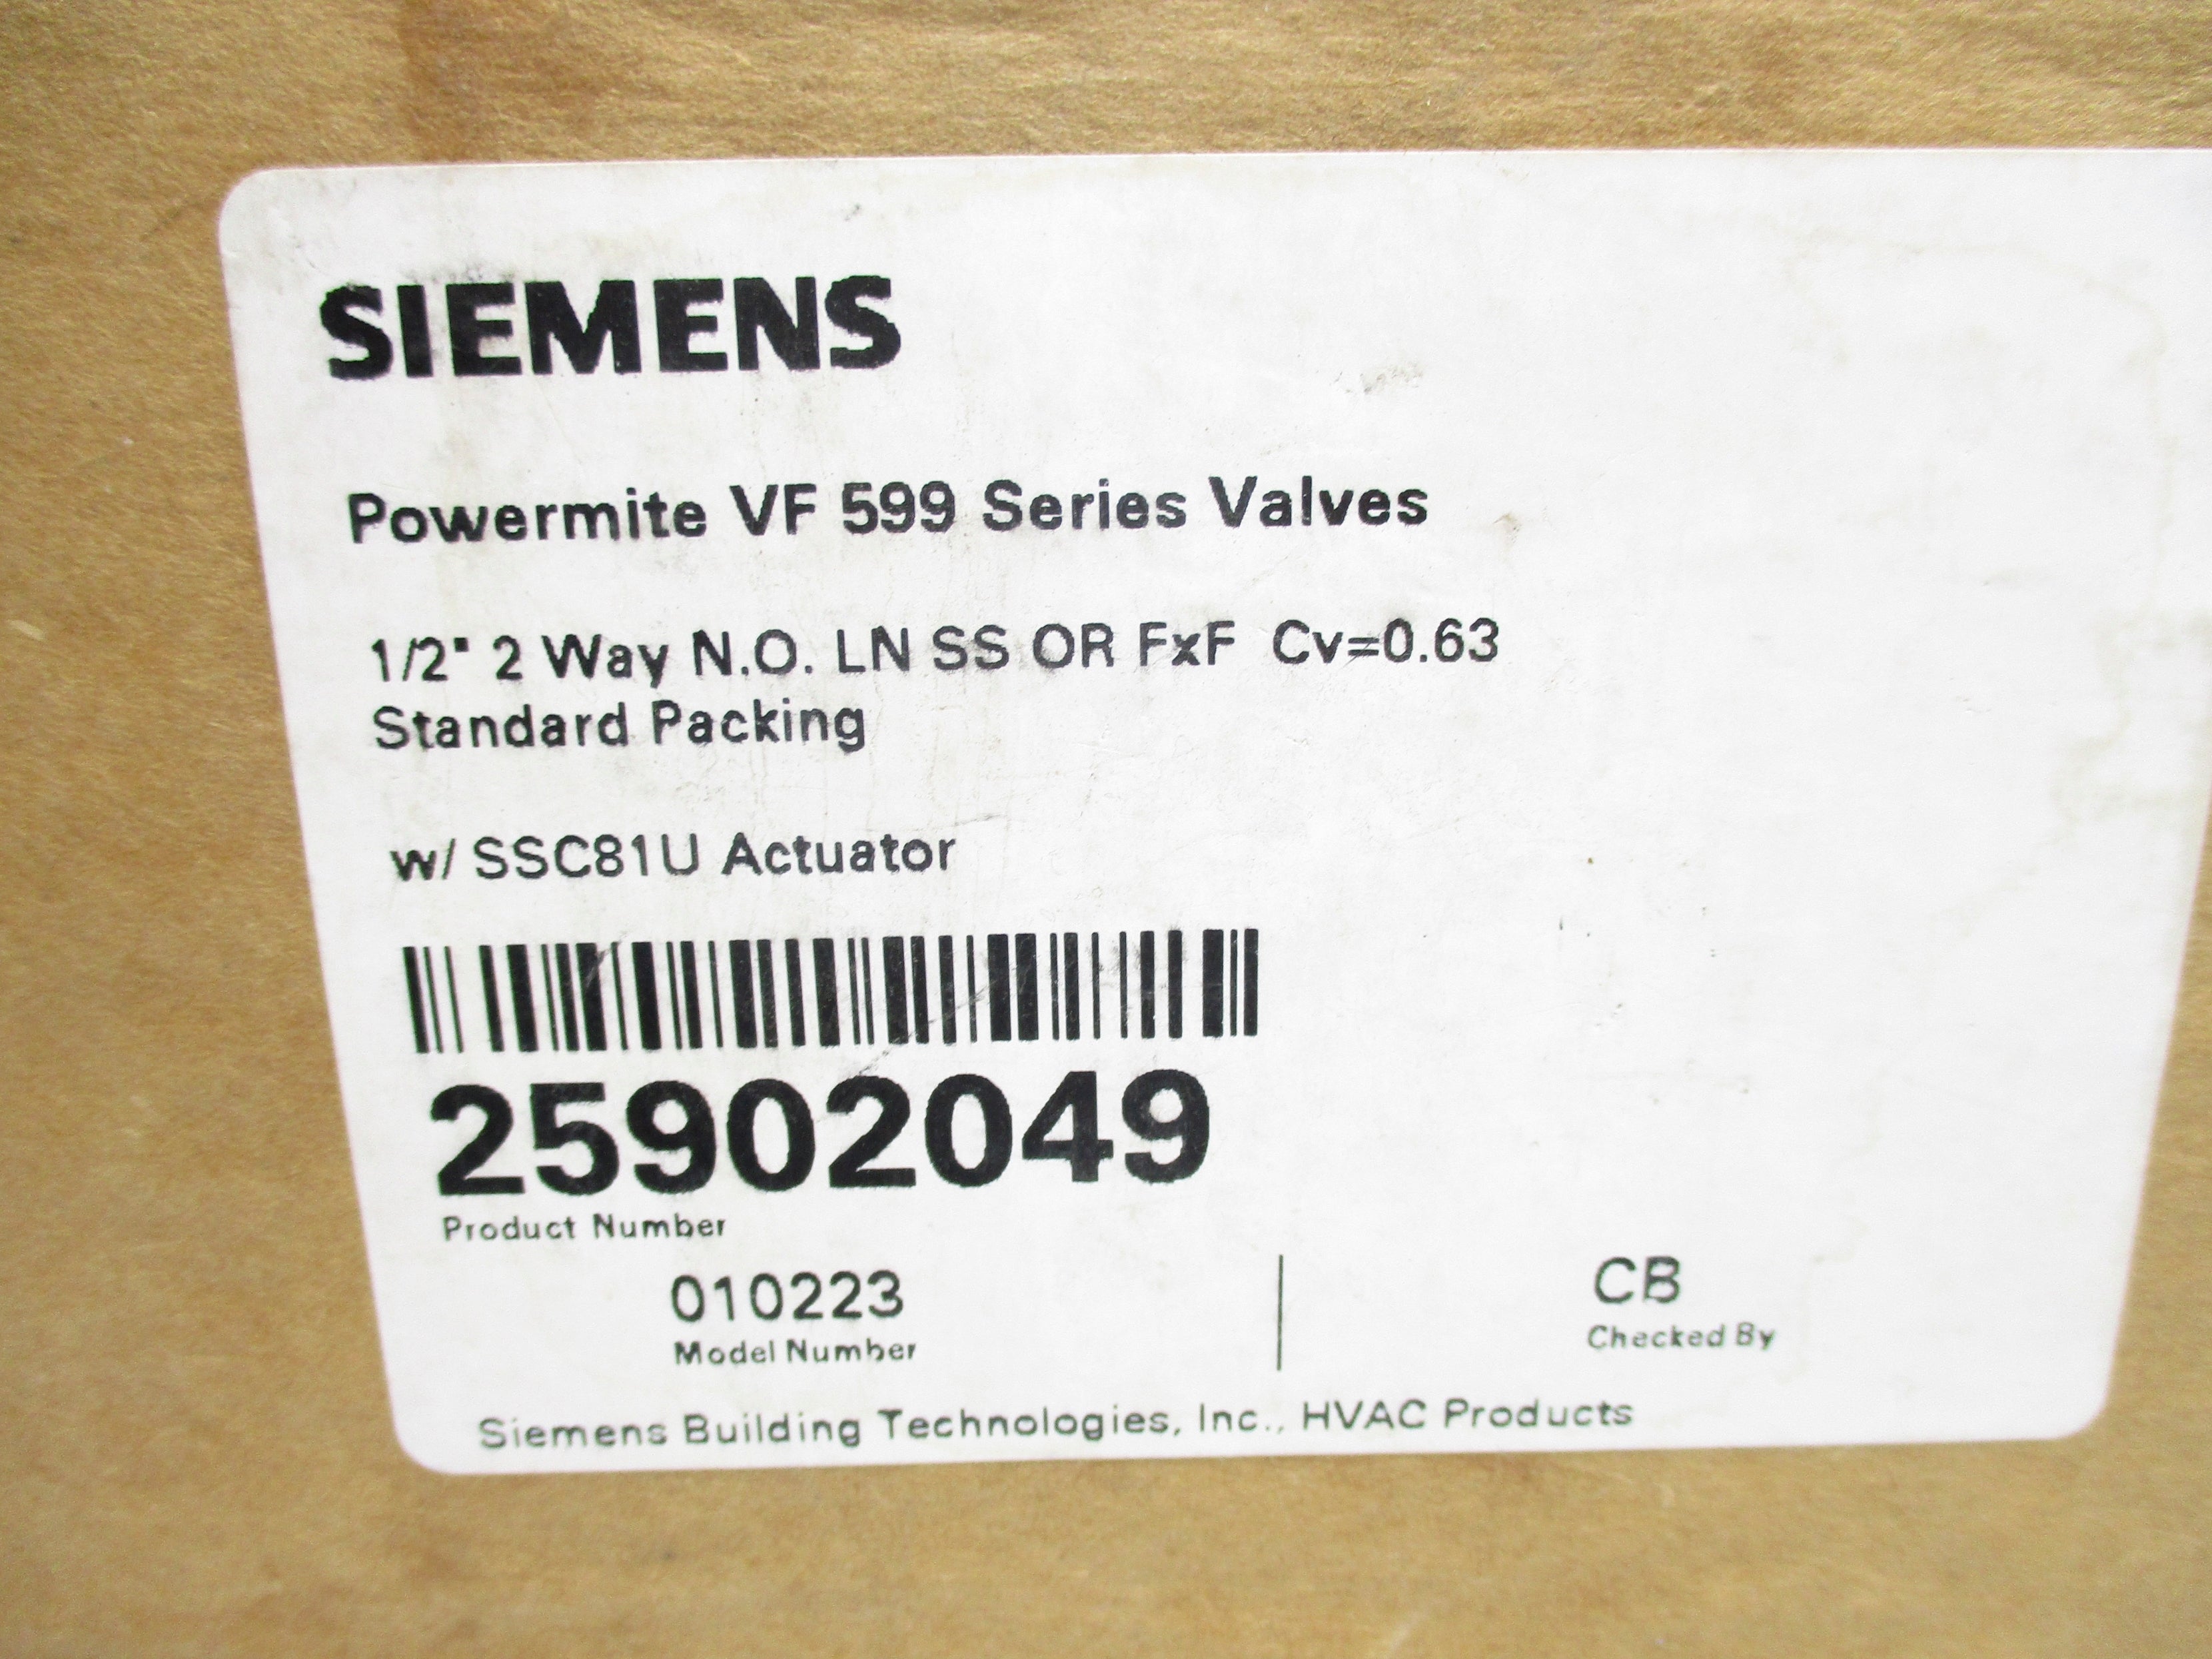 SIEMENS
Powermite VF 599 Series Valves
1/2" 2 Way N.O. LN SS OR FxF Cv=0.63
Standard Packing
w/ SSC81U Actuator
25902049
Product Number
010223
Model Number
CB
Checked By
Siemens Building Technologies, Inc., HVAC Products